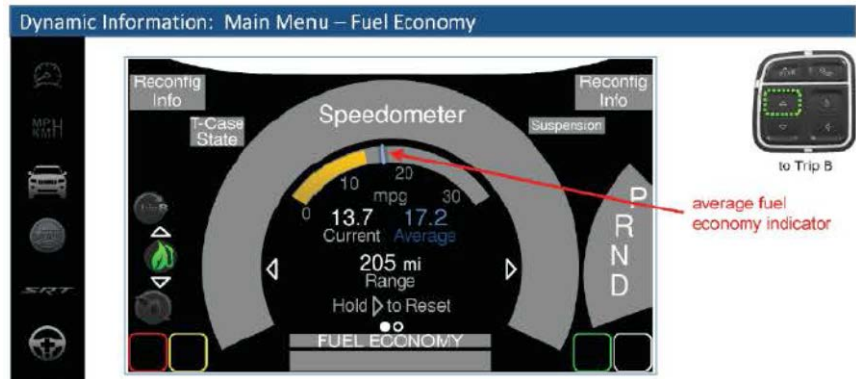 Dynamic Information: Main Menu – Fuel Economy
MPH
KMH
SRT
Reconfig
Info
T-Case
State
Speedometer
Reconfig
Info
Suspension
0 10 20 30
mpg
13.7 17.2
Current Average
205 mi
Range
Hold ▷ to Reset
FUEL ECONOMY
Trip B
P
R
N
D
to Trip B
average fuel
economy indicator